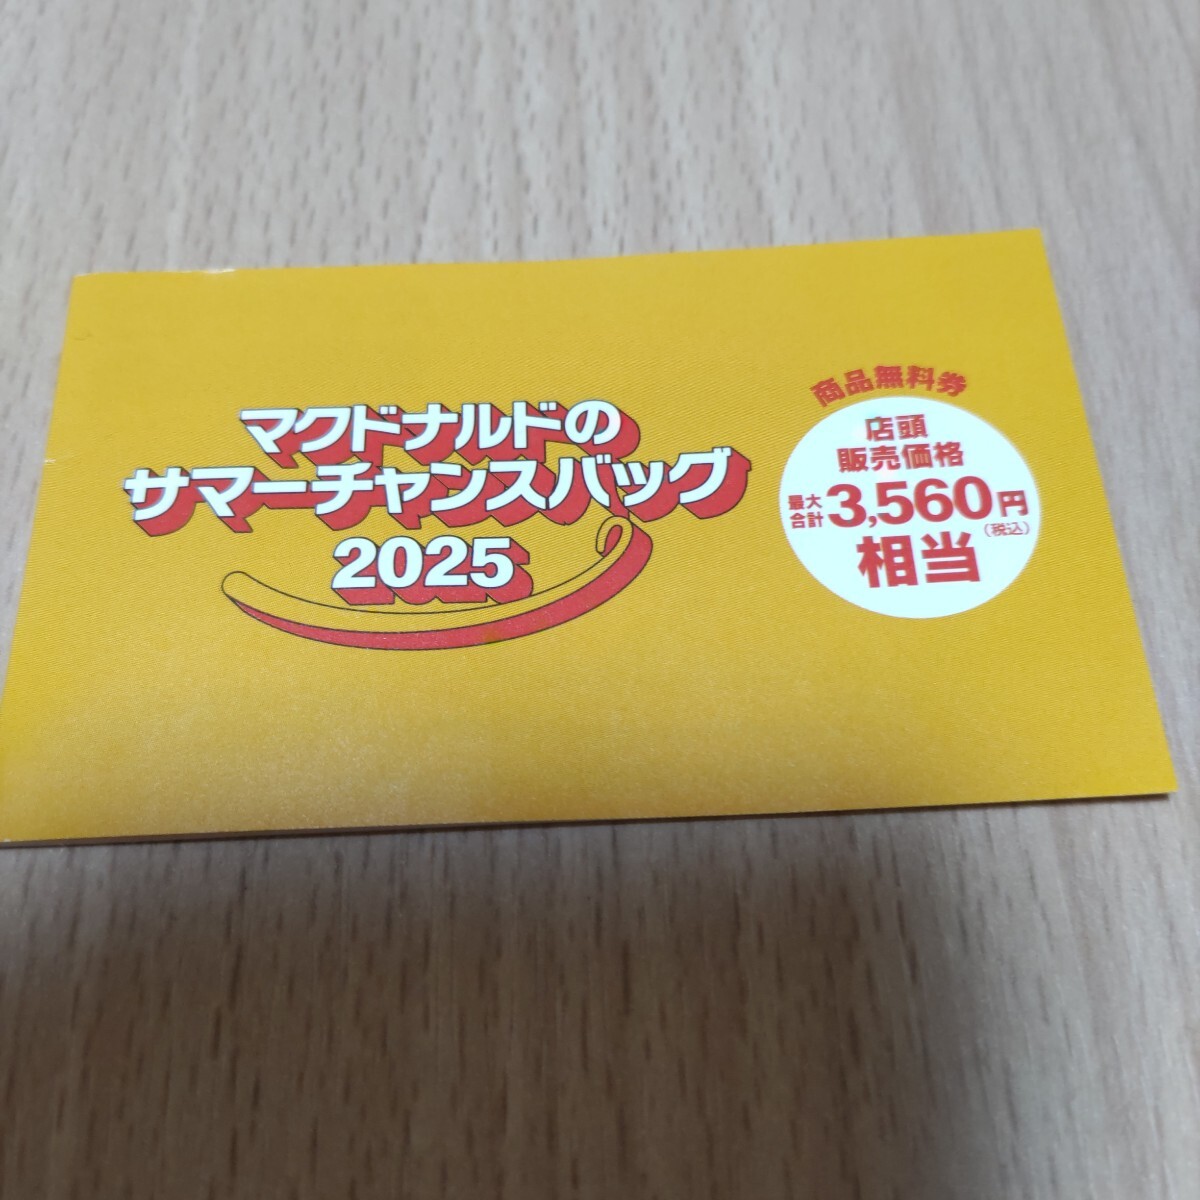 マクドナルドの
サマーチャンスバッグ
2025
商品無料券
店頭
販売価格
最大
合計 3,560円
(税込)
相当